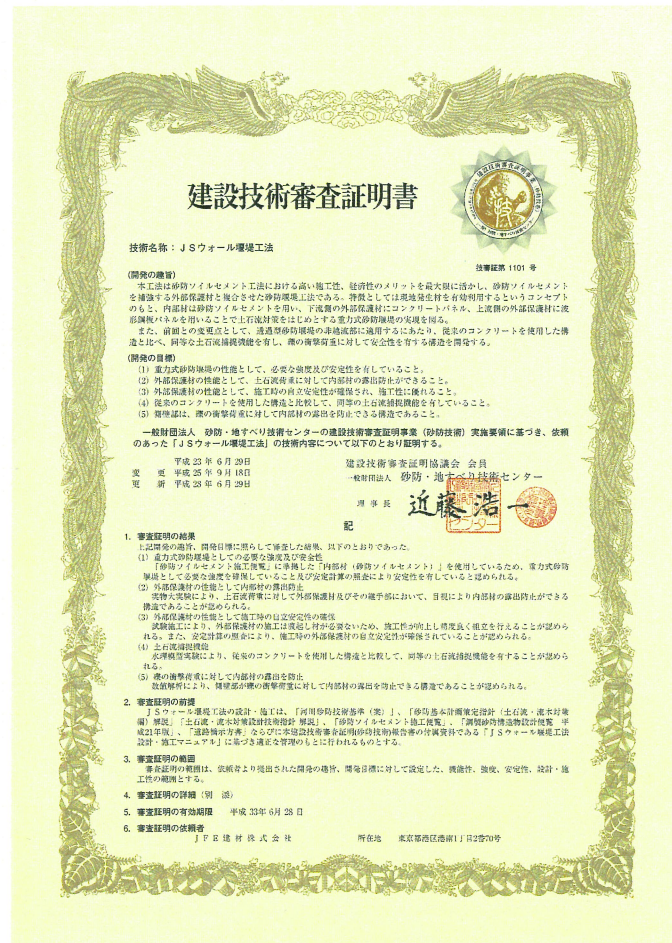 建設技術審査証明書
技術名称：ＪＳウォール堰堤工法
技審証第 1101 号
(開発の趣旨)
本工法は砂防ソイルセメント工法における高い施工性、経済性のメリットを最大限に活かし、砂防ソイルセメント
を補強する外部保護材と複合させた砂防堰堤工法である。特徴としては現地発生材を有効利用するというコンセプト
のもと、内部材は砂防ソイルセメントを用い、下流側の外部保護材にコンクリートパネル、上流側の外部保護材に波
形鋼板パネルを用いることで土石流対策をはじめとする重力式砂防堰堤の実現を図る。
また、前回との変更点として、透過型砂防堰堤の非越流部に適用するにあたり、従来のコンクリートを使用した構
造と比べ、同等な土石流捕捉機能を有し、礫の衝撃荷重に対して安全性を有する構造を開発する。
(開発の目標)
(1) 重力式砂防堰堤の性能として、必要な強度及び安定性を有していること。
(2) 外部保護材の性能として、土石流荷重に対して内部材の露出防止ができること。
(3) 外部保護材の性能として、施工時の自立安定性が確保され、施工性に優れること。
(4) 従来のコンクリートを使用した構造と比較して、同等の土石流捕捉機能を有していること。
(5) 側壁部は、礫の衝撃荷重に対して内部材の露出を防止できる構造であること。
一般財団法人　砂防・地すべり技術センターの建設技術審査証明事業（砂防技術）実施要領に基づき、依頼
のあった「ＪＳウォール堰堤工法」の技術内容について以下のとおり証明する。
平成 23 年 6 月 29日
変　更　平成 25 年 9 月 18日
更　新　平成 28 年 6 月 29日
建設技術審査証明協議会 会員
一般財団法人　砂防・地すべり技術センター
理 事 長　近藤浩一
記
1. 審査証明の結果
上記開発の趣旨、開発目標に照らして審査した結果、以下のとおりであった。
(1) 重力式砂防堰堤としての必要な強度及び安全性
「砂防ソイルセメント施工便覧」に準拠した「内部材（砂防ソイルセメント）」を使用しているため、重力式砂防
堰堤として必要な強度を確保していること及び安定計算の照査により安定性を有していると認められる。
(2) 外部保護材の性能として内部材の露出防止
実物大実験により、土石流荷重に対して外部保護材及びその継手部において、目視により内部材の露出防止ができる
構造であることが認められる。
(3) 外部保護材の性能として施工時の自立安定性の確保
試験施工により、外部保護材の施工は裏起し材が必要ないため、施工性が向上し精度良く組立を行えることが認めら
れる。また、安定計算の照査により、施工時の外部保護材の自立安定性が確保されていることが認められる。
(4) 土石流捕捉機能
水理模型実験により、従来のコンクリートを使用した構造と比較して、同等の土石流捕捉機能を有することが認めら
れる。
(5) 礫の衝撃荷重に対して内部材の露出を防止
数値解析により、側壁部が礫の衝撃荷重に対して内部材の露出を防止できる構造であることが認められる。
2. 審査証明の前提
ＪＳウォール堰堤工法の設計・施工は、「河川砂防技術基準（案）」、「砂防基本計画策定指針（土石流・流木対策
編）解説」「土石流・流木対策設計技術指針 解説」、「砂防ソイルセメント施工便覧」、「鋼製砂防構造物設計便覧　平
成21年版」、「道路橋示方書」ならびに本建設技術審査証明(砂防技術)報告書の付属資料である「ＪＳウォール堰堤工法
設計・施工マニュアル」に基づき適正な管理のもとに行われるものとする。
3. 審査証明の範囲
審査証明の範囲は、依頼者より提出された開発の趣旨、開発目標に対して設定した、機能性、強度、安定性、設計・施
工性の範囲とする。
4. 審査証明の詳細（別　添）
5. 審査証明の有効期限　平成 33年 6月 28 日
6. 審査証明の依頼者
ＪＦＥ建材株式会社　所在地　東京都港区港南1丁目2番70号